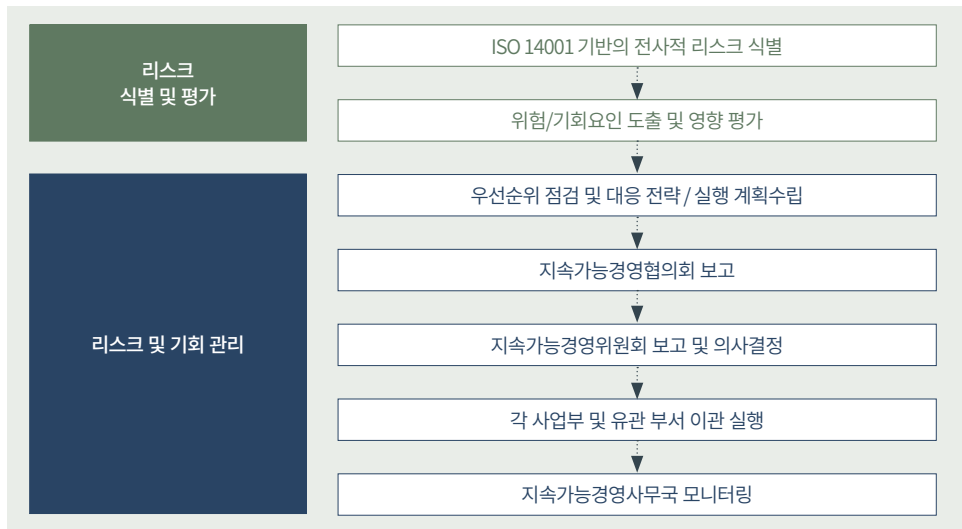 리스크
식별 및 평가
ISO 14001 기반의 전사적 리스크 식별
위험/기회요인 도출 및 영향 평가
리스크 및 기회 관리
우선순위 점검 및 대응 전략 / 실행 계획수립
지속가능경영협의회 보고
지속가능경영위원회 보고 및 의사결정
각 사업부 및 유관 부서 이관 실행
지속가능경영사무국 모니터링